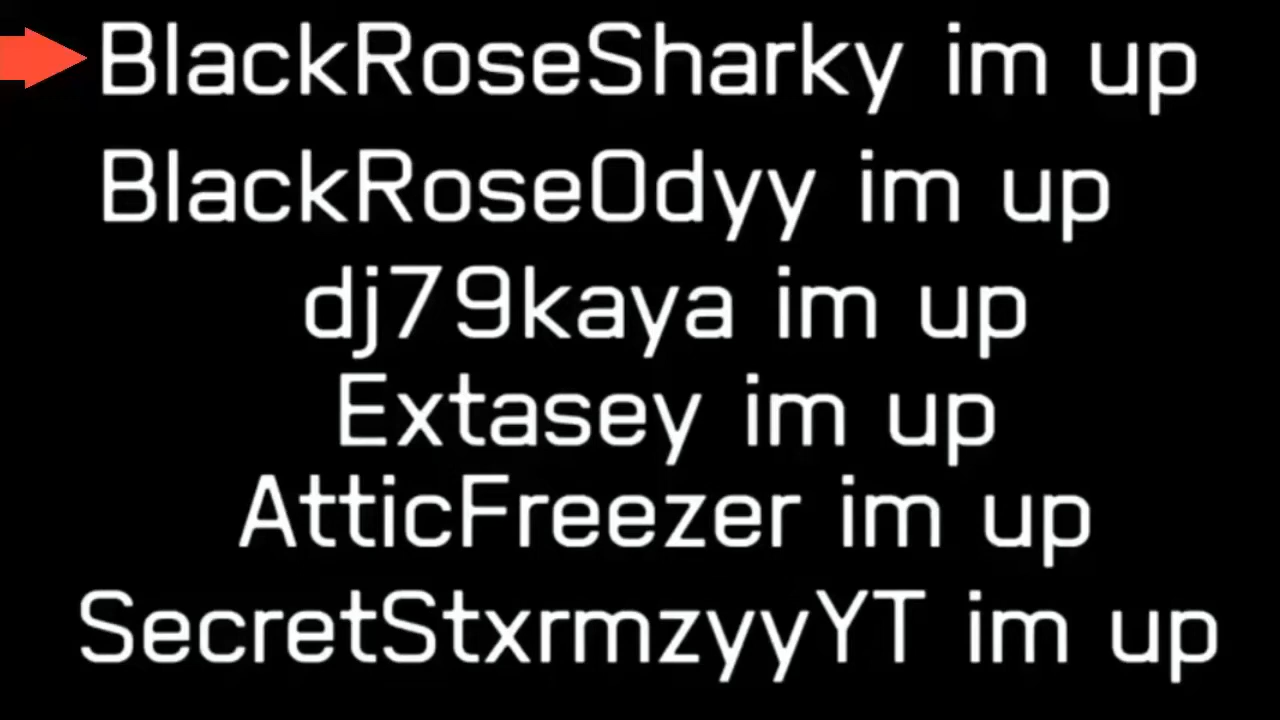 BlackRoseSharky im up
BlackRoseOdyy im up
dj79kaya im up
Extasey im up
AtticFreezer im up
SecretStxrmzyyYT im up